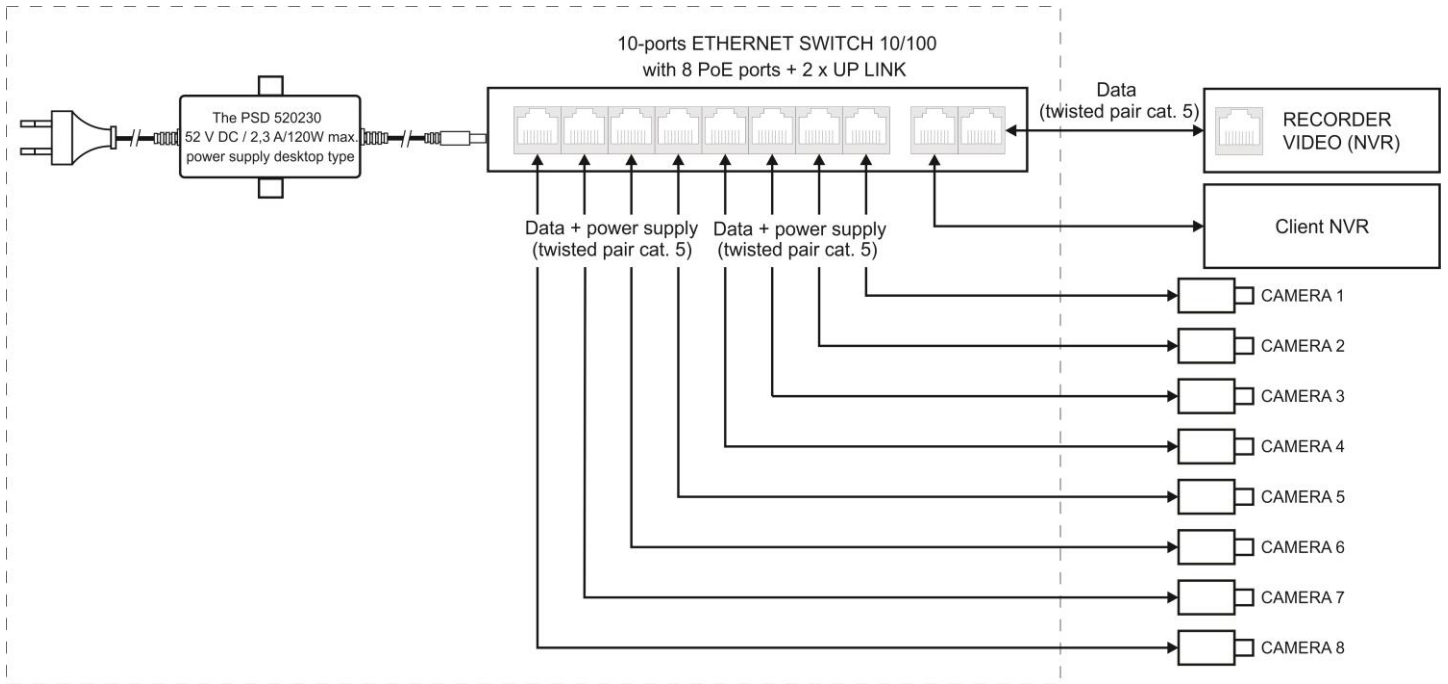 10-ports ETHERNET SWITCH 10/100
with 8 PoE ports + 2 x UP LINK
The PSD 520230
52 V DC / 2,3 A/120W max.
power supply desktop type
Data
(twisted pair cat. 5)
RECORDER
VIDEO (NVR)
Client NVR
Data + power supply
(twisted pair cat. 5)
Data + power supply
(twisted pair cat. 5)
CAMERA 1
CAMERA 2
CAMERA 3
CAMERA 4
CAMERA 5
CAMERA 6
CAMERA 7
CAMERA 8